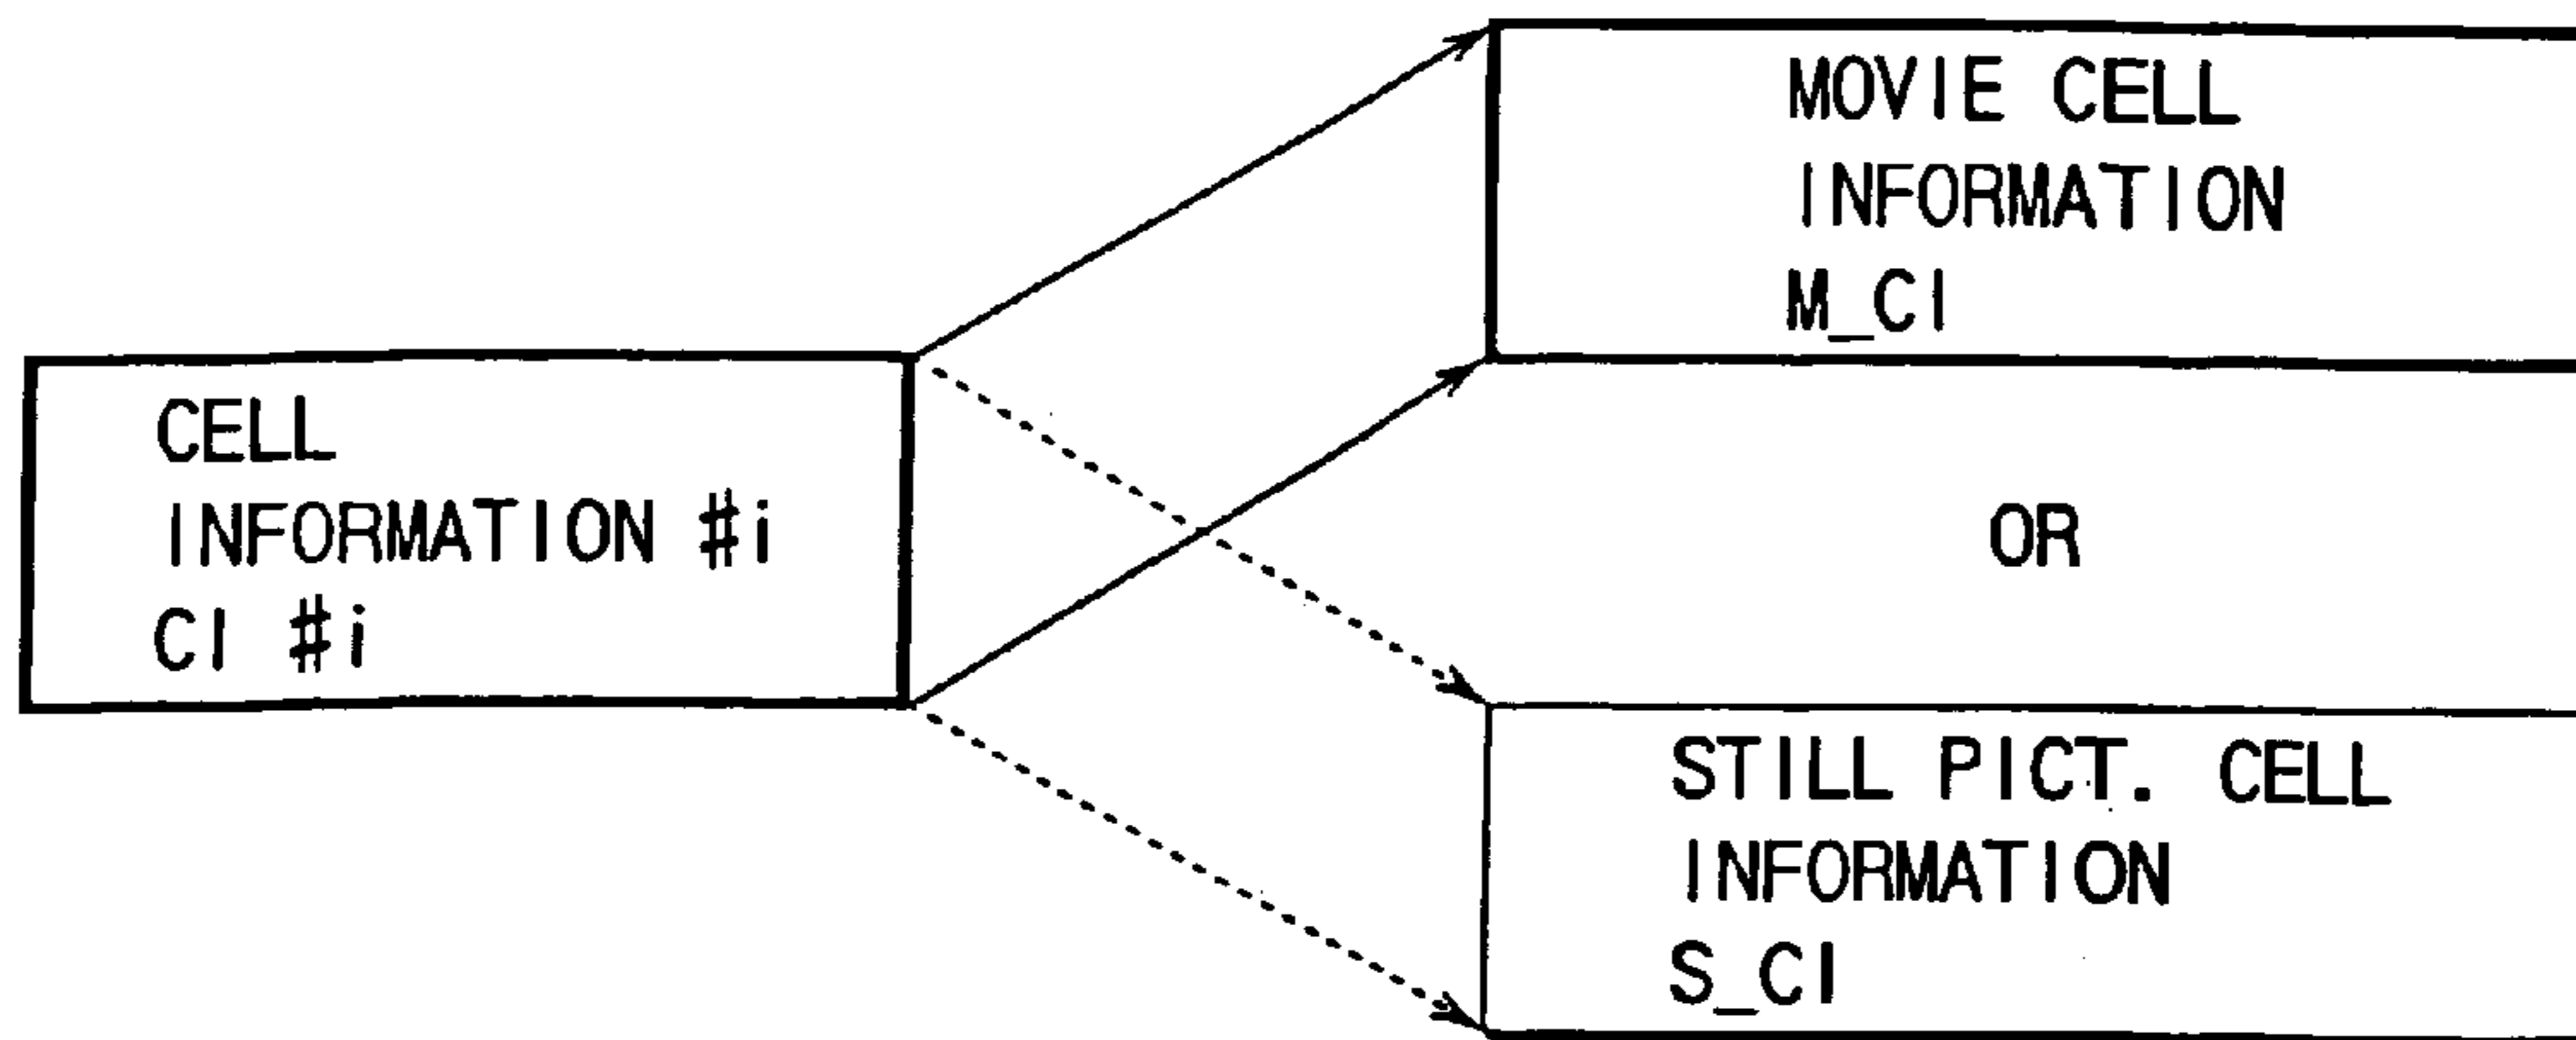 CELL
INFORMATION #i
CI #i
MOVIE CELL
INFORMATION
M_CI
OR
STILL PICT. CELL
INFORMATION
S_CI